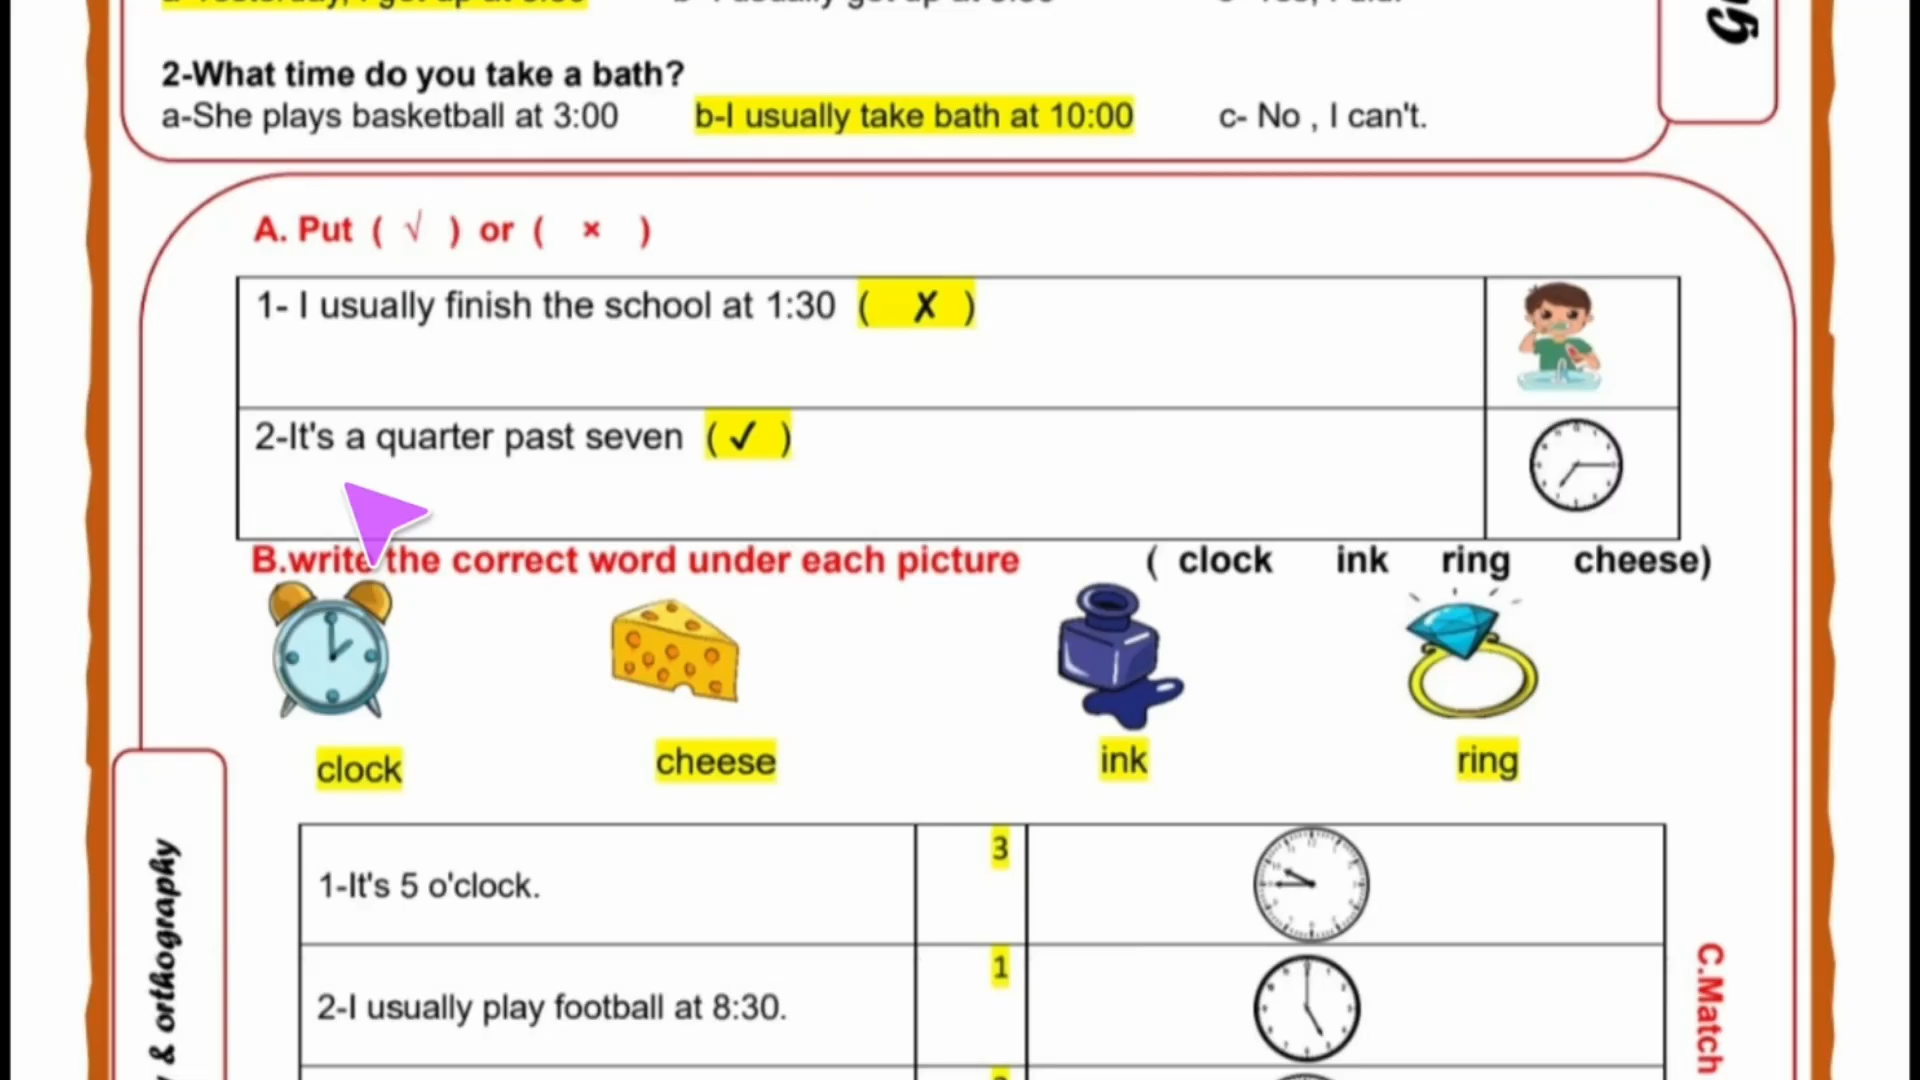 2-What time do you take a bath?
a-She plays basketball at 3:00 b-I usually take bath at 10:00 c- No , I can't.
A. Put ( √ ) or ( × )
1- I usually finish the school at 1:30 ( ✗ )
2-It's a quarter past seven ( ✓ )
B.write the correct word under each picture ( clock ink ring cheese)
clock cheese ink ring
3
1-It's 5 o'clock.
1
2-I usually play football at 8:30.
& orthography
C.Match